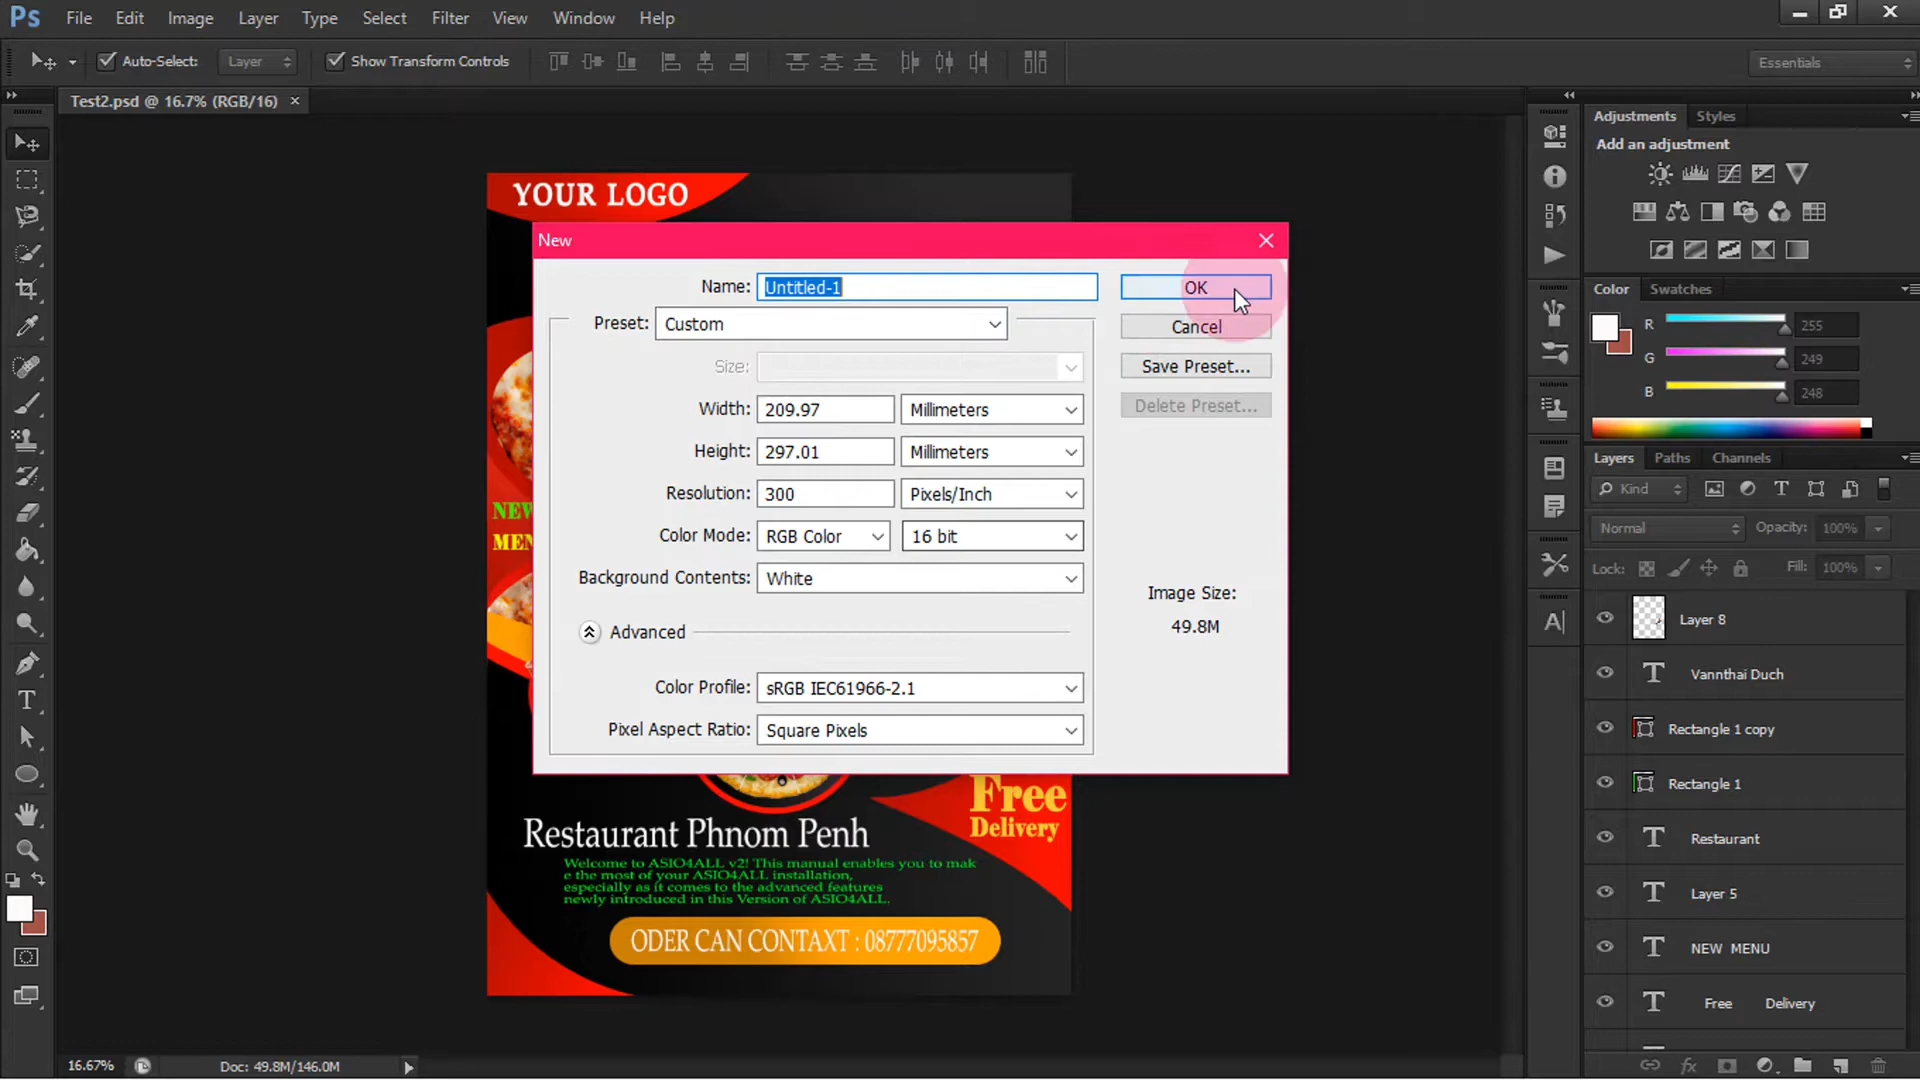 Ps File Edit Image Layer Type Select Filter View Window Help
Auto-Select: Layer Show Transform Controls Essentials
Test2.psd @ 16.7% (RGB/16) ×
Adjustments Styles
Add an adjustment
YOUR LOGO
New
Name: Untitled-1 OK
Preset: Custom Cancel
Size: Save Preset...
Width: 209.97 Millimeters Delete Preset...
Height: 297.01 Millimeters
Resolution: 300 Pixels/Inch
Color Mode: RGB Color 16 bit
Background Contents: White
Image Size:
49.8M
Advanced
Color Profile: sRGB IEC61966-2.1
Pixel Aspect Ratio: Square Pixels
NEW
MEN
Free
Delivery
Restaurant Phnom Penh
Welcome to ASIO4ALL v2! This manual enables you to mak
e the most of your ASIO4ALL installation,
especially as it comes to the advanced features
newly introduced in this Version of ASIO4ALL.
ODER CAN CONTAXT : 08777095857
Color Swatches
R 255
G 249
B 248
Layers Paths Channels
Kind
Normal Opacity: 100%
Lock: Fill: 100%
Layer 8
T Vannthai Duch
Rectangle 1 copy
Rectangle 1
T Restaurant
T Layer 5
T NEW MENU
T Free Delivery
16.67% Doc: 49.8M/146.0M